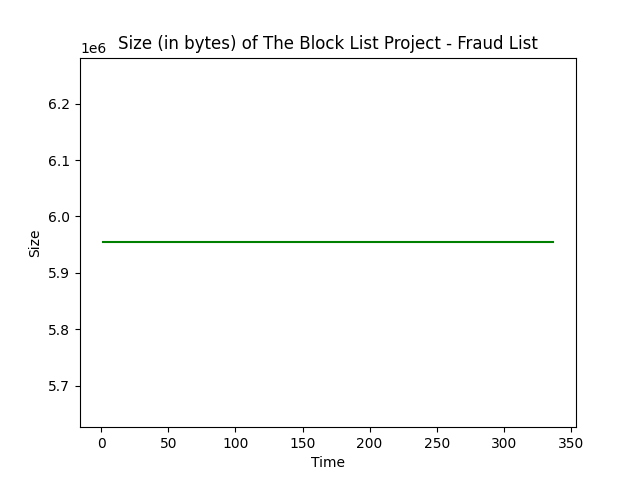 Size (in bytes) of The Block List Project - Fraud List
1e6
6.2
6.1
6.0
5.9
5.8
5.7
Size
0 50 100 150 200 250 300 350
Time